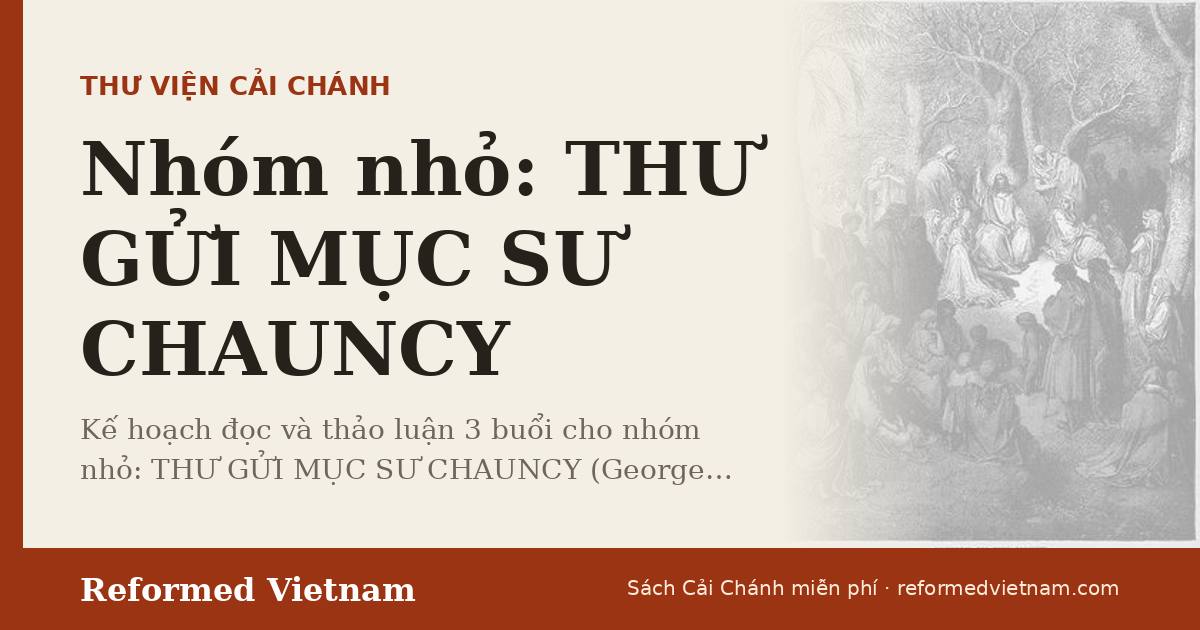 THƯ VIỆN CẢI CHÁNH
Nhóm nhỏ: THƯ
GỬI MỤC SƯ
CHAUNCY
Kế hoạch đọc và thảo luận 3 buổi cho nhóm
nhỏ: THƯ GỬI MỤC SƯ CHAUNCY (George...
Reformed Vietnam
Sách Cải Chánh miễn phí · reformedvietnam.com